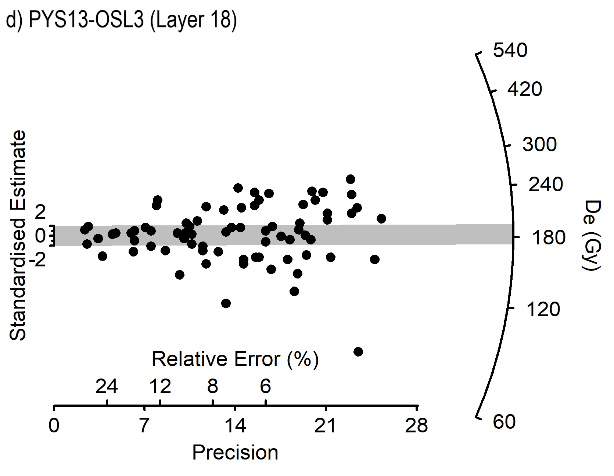 d) PYS13-OSL3 (Layer 18)
540
420
300
240
180
120
60
De (Gy)
Standardised Estimate
2
0
-2
Relative Error (%)
24 12 8 6
0 7 14 21 28
Precision